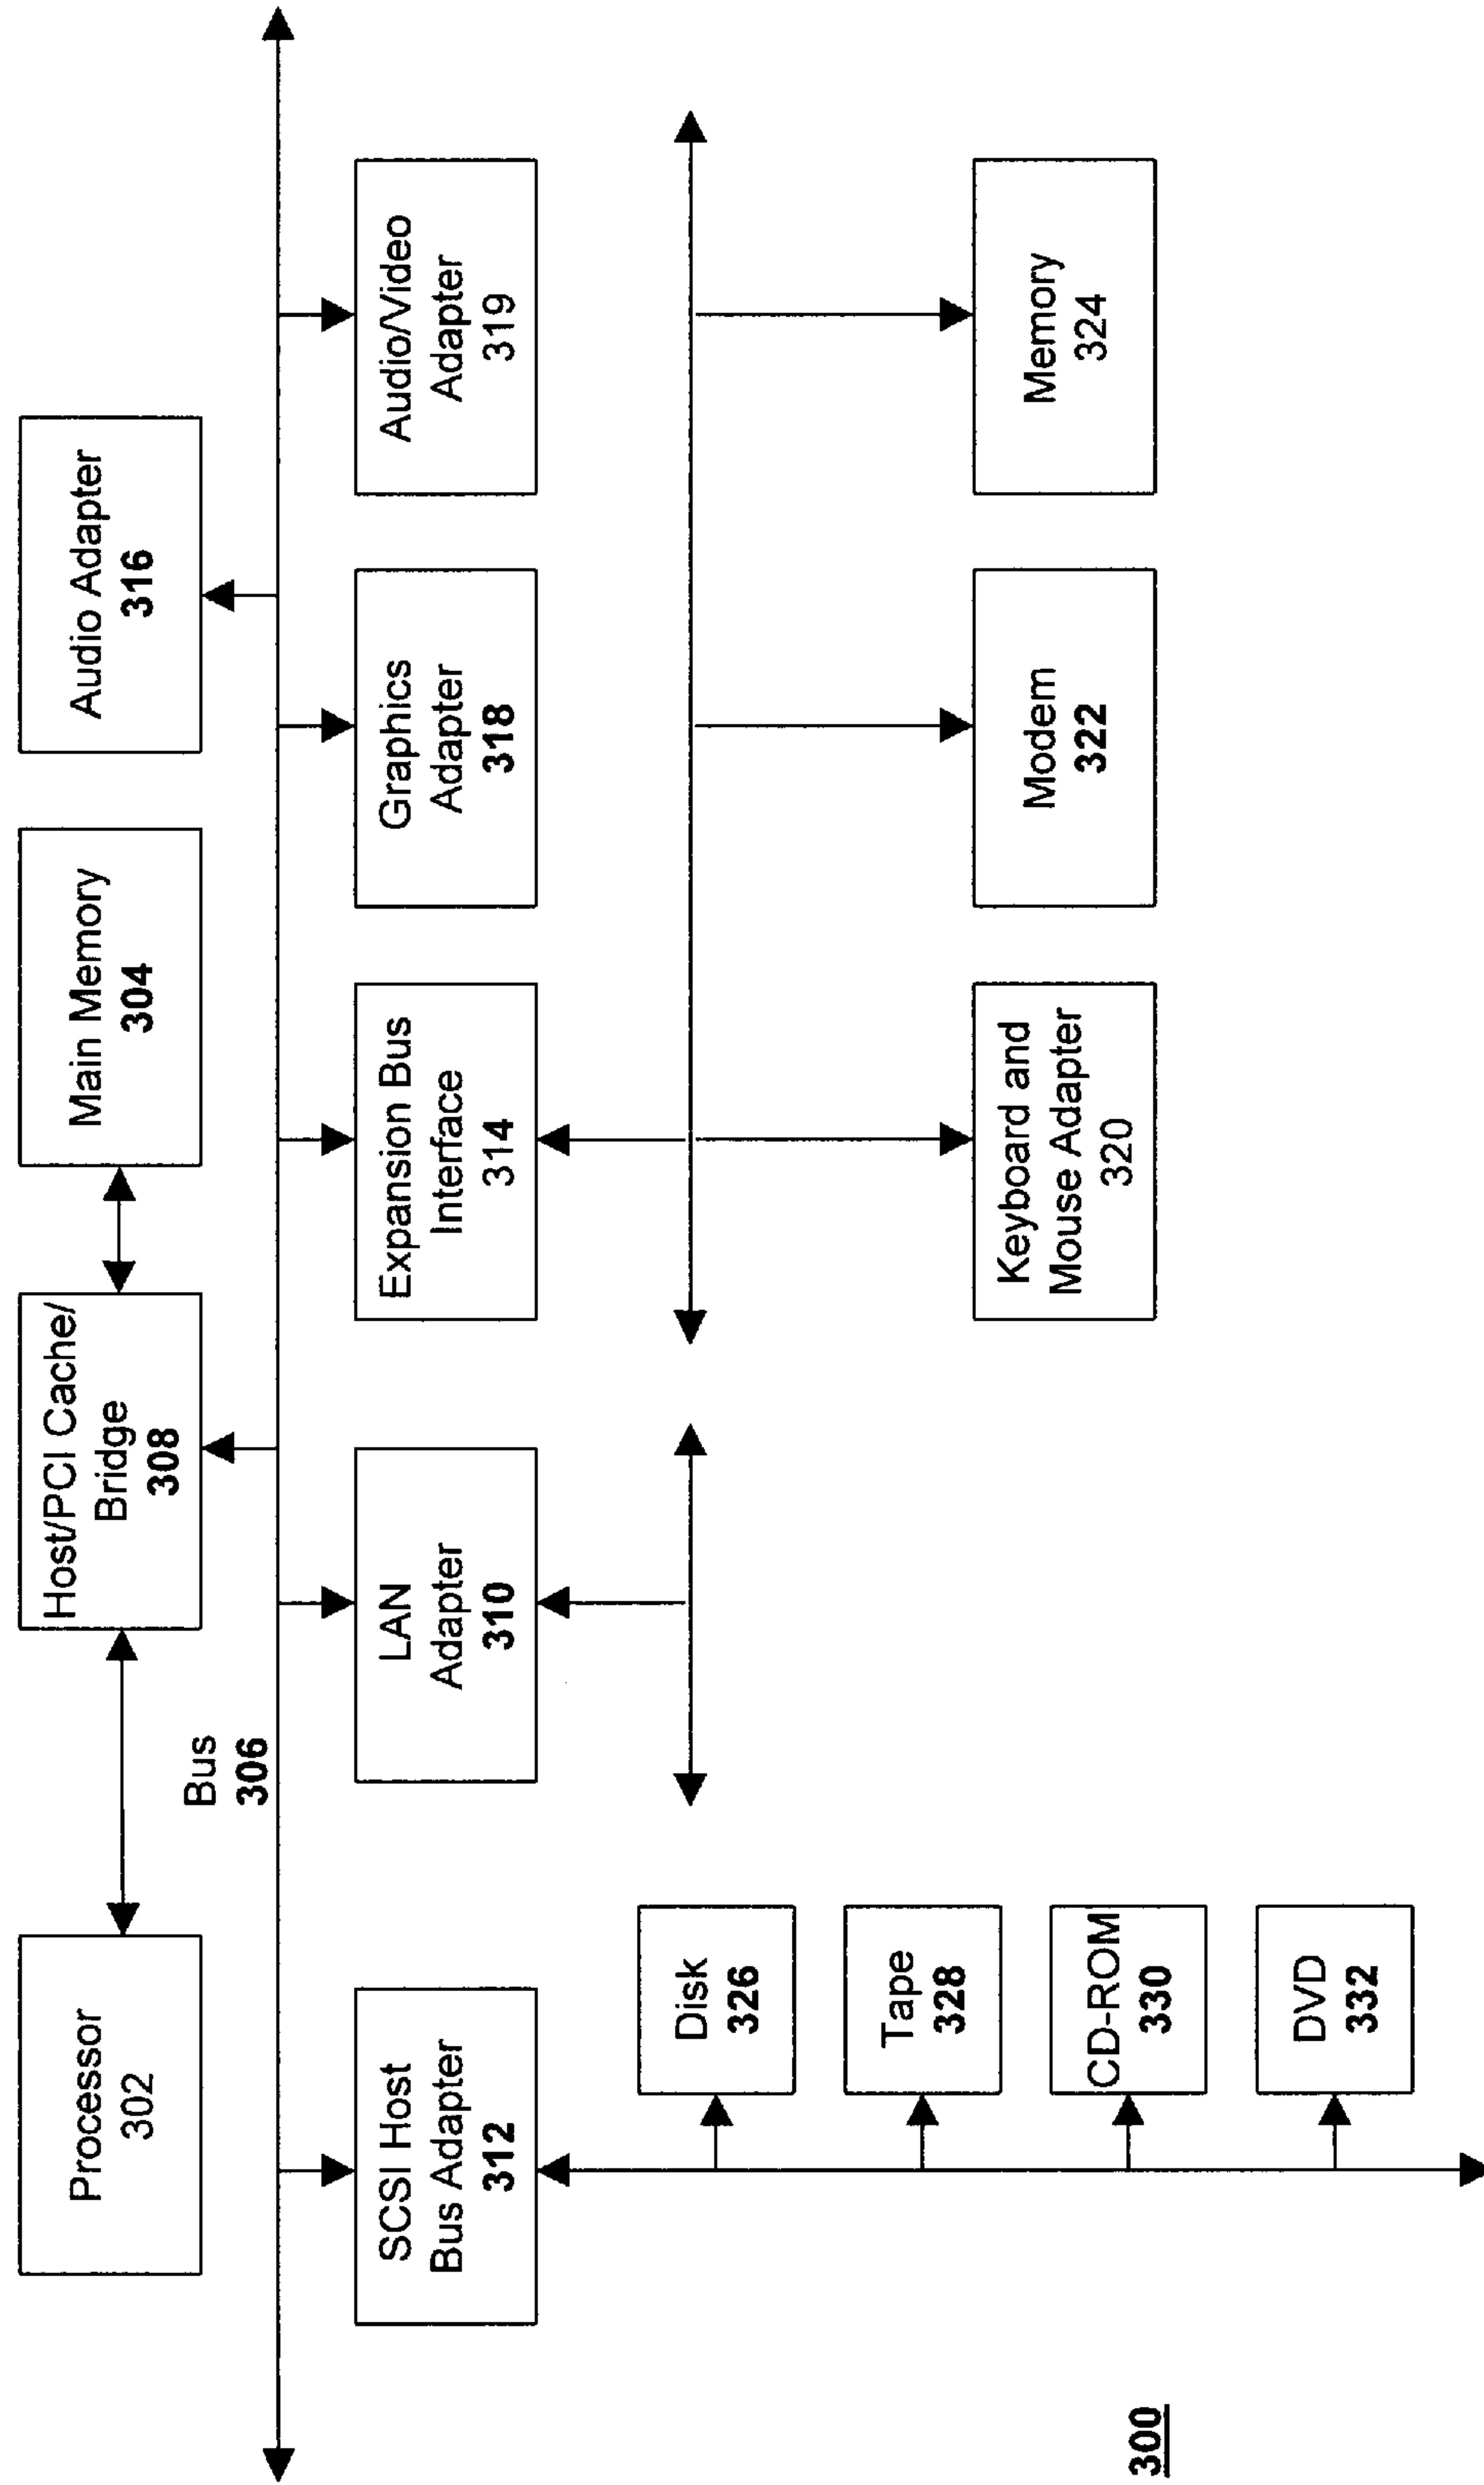 Processor
302
Host/PCI Cache/
Bridge
308
Main Memory
304
Audio Adapter
316
Bus
306
SCSI Host
Bus Adapter
312
LAN
Adapter
310
Expansion Bus
Interface
314
Graphics
Adapter
318
Audio/Video
Adapter
319
Disk
326
Tape
328
CD-ROM
330
DVD
332
Keyboard and
Mouse Adapter
320
Modem
322
Memory
324
300